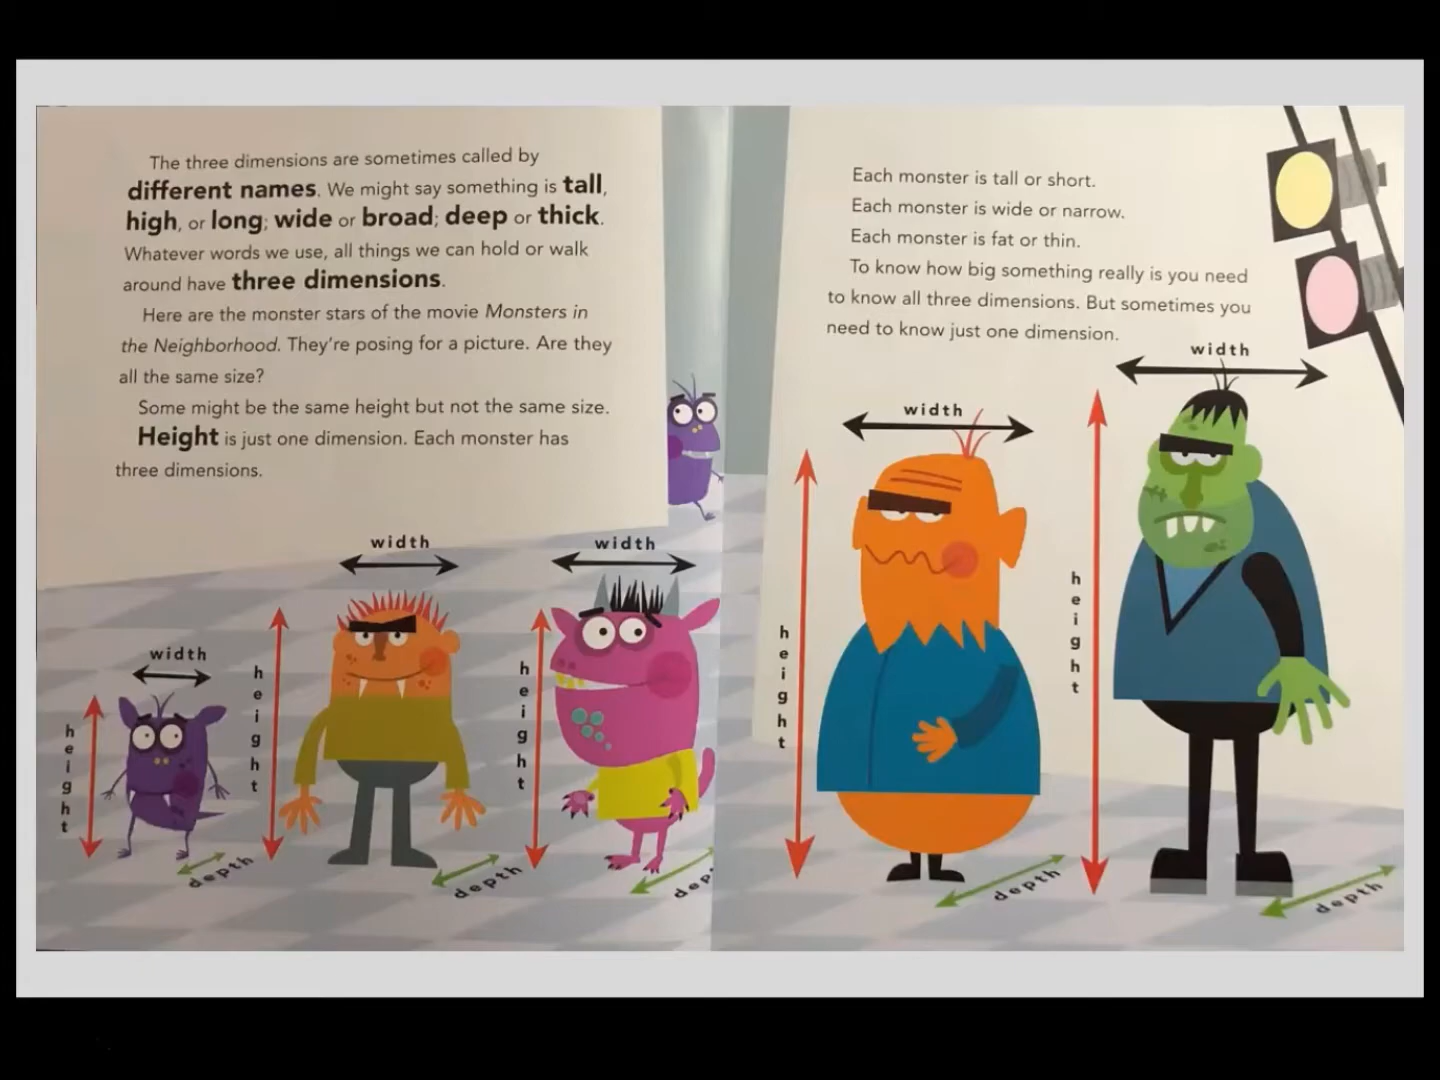 The three dimensions are sometimes called by
different names. We might say something is tall,
high, or long; wide or broad; deep or thick.
Whatever words we use, all things we can hold or walk
around have three dimensions.
Here are the monster stars of the movie Monsters in
the Neighborhood. They're posing for a picture. Are they
all the same size?
Some might be the same height but not the same size.
Height is just one dimension. Each monster has
three dimensions.
width
height
depth
width
height
depth
width
height
dep
Each monster is tall or short.
Each monster is wide or narrow.
Each monster is fat or thin.
To know how big something really is you need
to know all three dimensions. But sometimes you
need to know just one dimension.
width
height
depth
width
height
depth